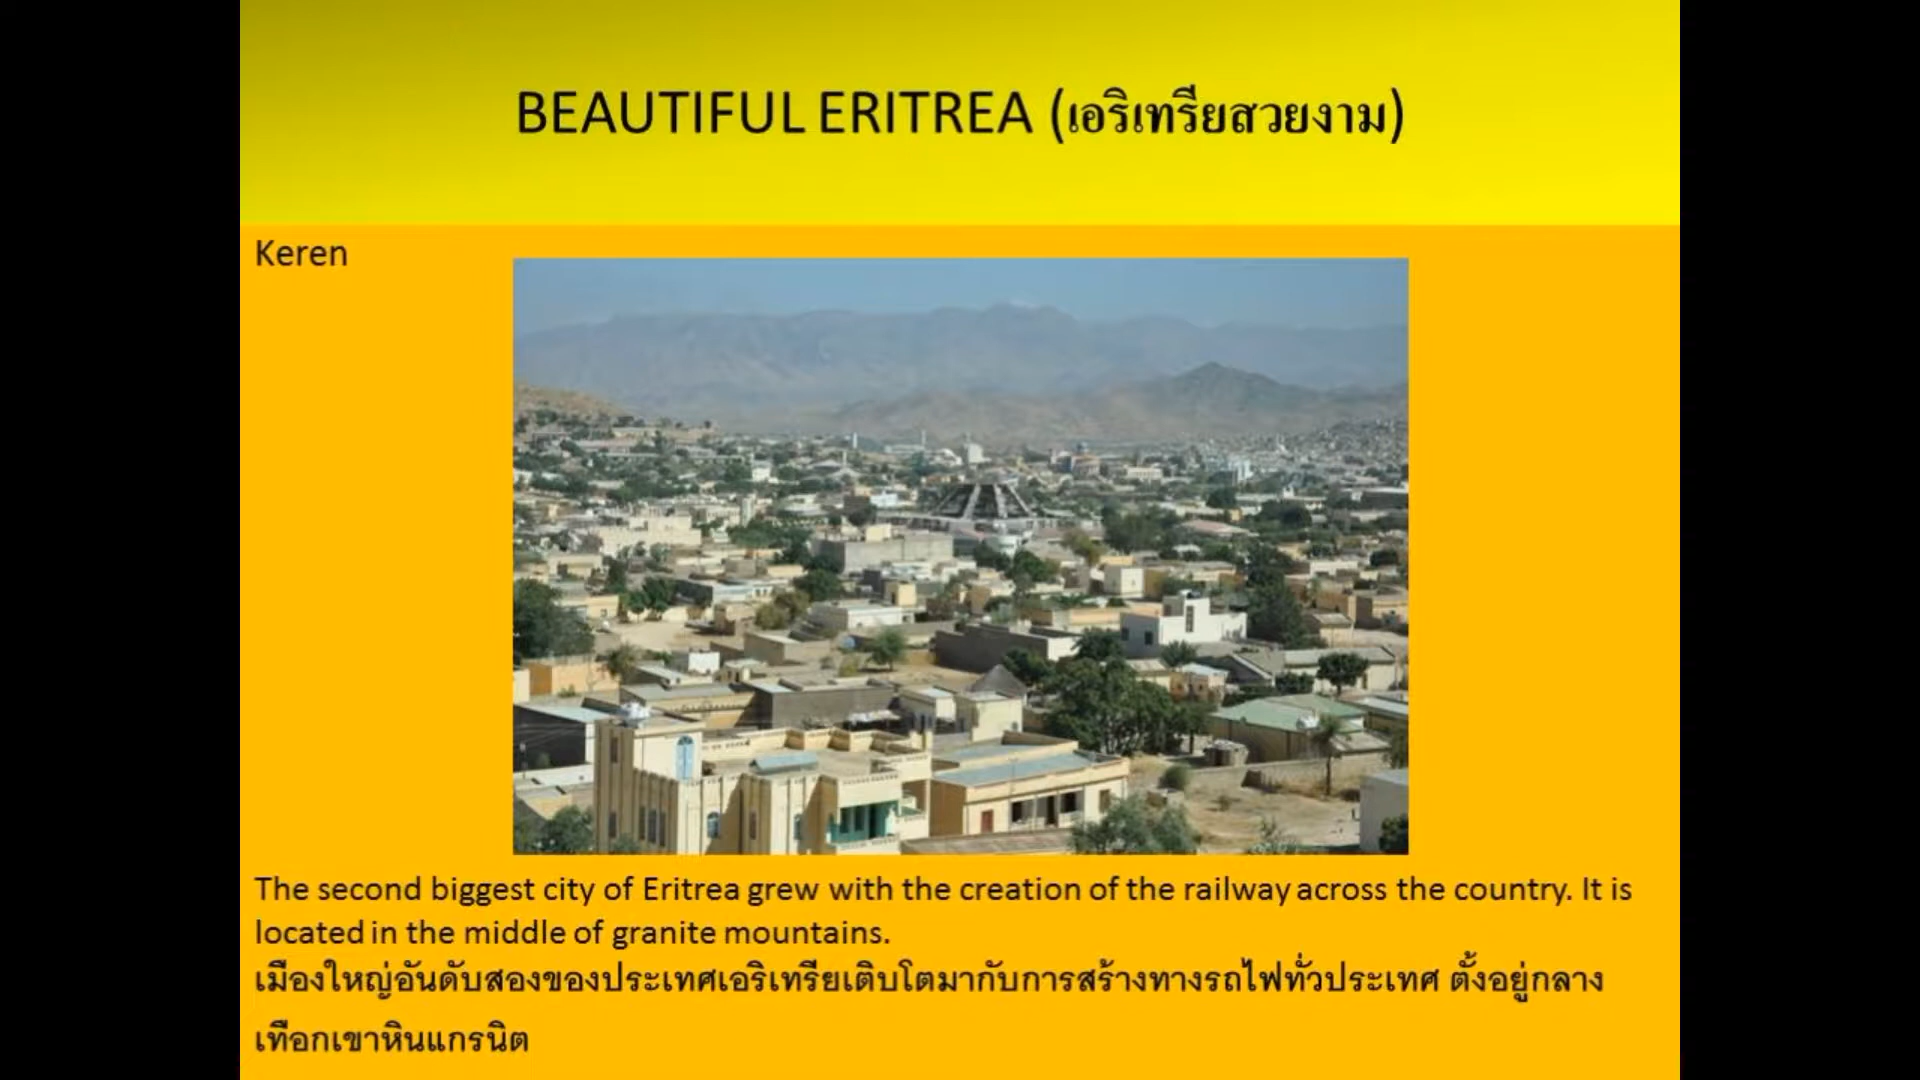 BEAUTIFUL ERITREA (เอริเทรียสวยงาม)
Keren
The second biggest city of Eritrea grew with the creation of the railway across the country. It is
located in the middle of granite mountains.
เมืองใหญ่อันดับสองของประเทศเอริเทรียเติบโตมากับการสร้างทางรถไฟทั่วประเทศ ตั้งอยู่กลาง
เทือกเขาหินแกรนิต